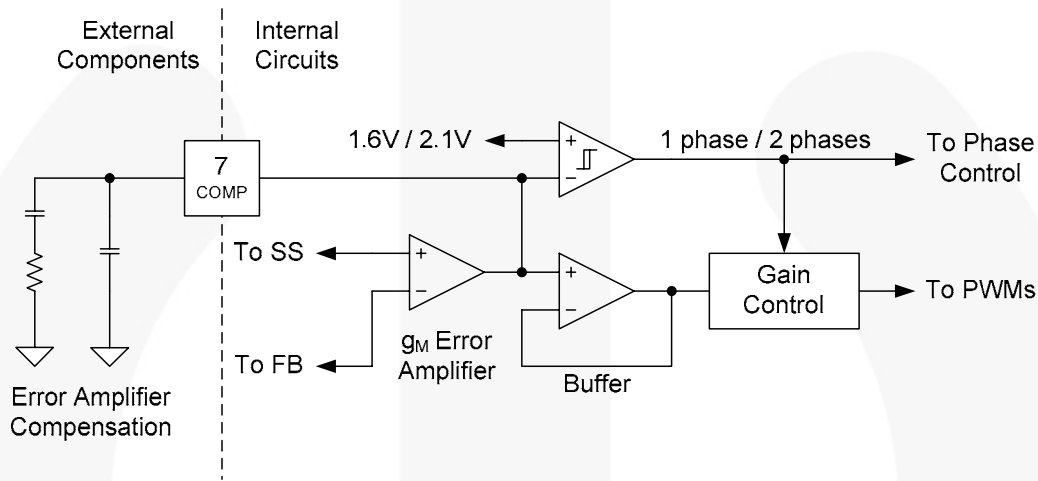 External
Components
Internal
Circuits
1.6V / 2.1V
+
−
1 phase / 2 phases
To Phase
Control
7
COMP
To SS
+
−
+
−
Gain
Control
To PWMs
To FB
gM Error
Amplifier
Buffer
Error Amplifier
Compensation